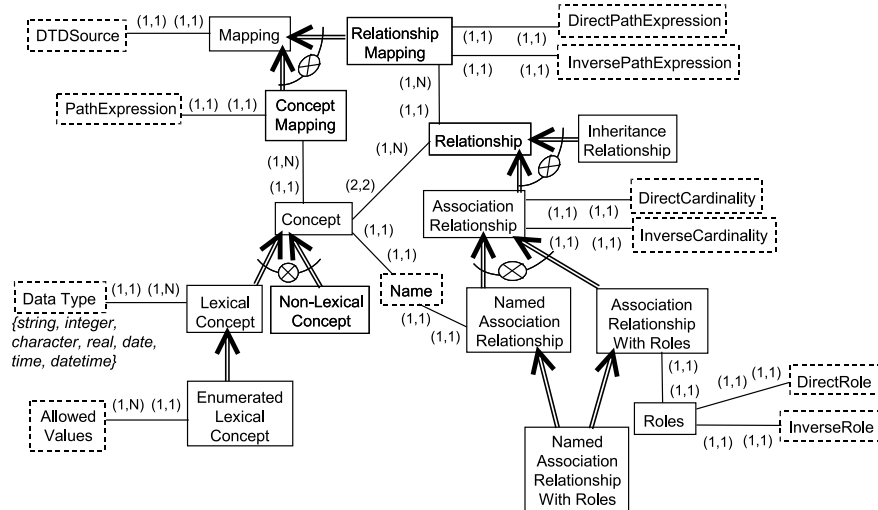 DTDSource
(1,1) (1,1)
Mapping
Relationship
Mapping
(1,1)
(1,1)
DirectPathExpression
(1,1)
(1,1)
InversePathExpression
PathExpression
(1,1) (1,1)
Concept
Mapping
(1,N)
(1,1)
Relationship
Inheritance
Relationship
(1,N)
(1,1)
(1,N)
(2,2)
Concept
Association
Relationship
(1,1)
(1,1)
DirectCardinality
(1,1)
(1,1)
InverseCardinality
(1,1)
(1,1)
Data Type
(1,1) (1,N)
{string, integer,
character, real, date,
time, datetime}
Lexical
Concept
Non-Lexical
Concept
Name
(1,1)
(1,1)
Named
Association
Relationship
Association
Relationship
With Roles
(1,1)
(1,1)
Allowed
Values
(1,N) (1,1)
Enumerated
Lexical
Concept
Named
Association
Relationship
With Roles
Roles
(1,1)
(1,1)
DirectRole
(1,1)
(1,1)
InverseRole